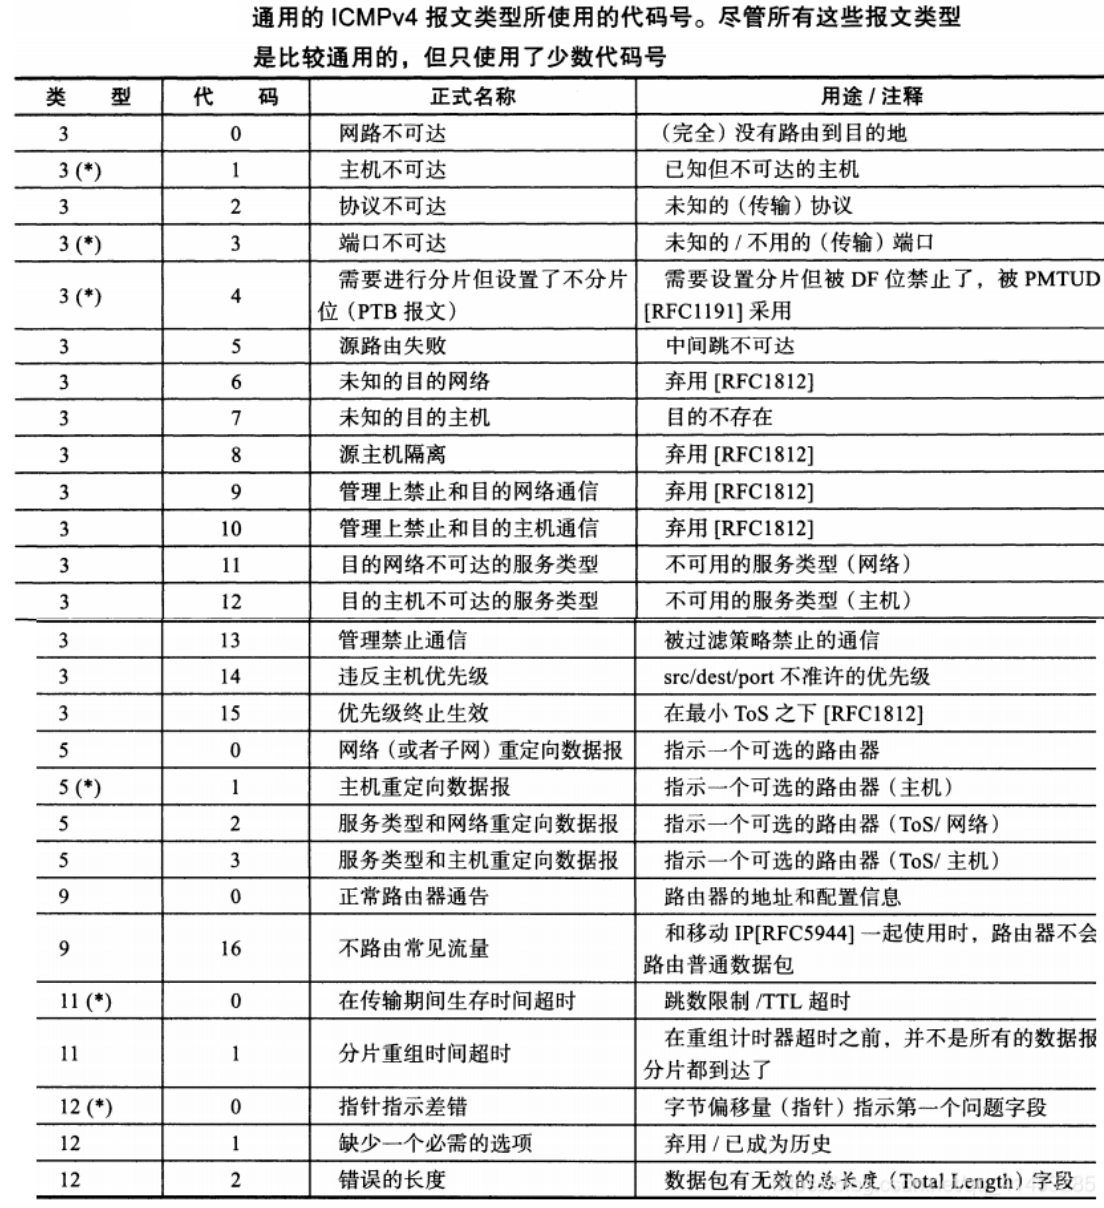 通用的 ICMPv4 报文类型所使用的代码号。尽管所有这些报文类型
是比较通用的，但只使用了少数代码号
类 型 代 码 正式名称 用途 / 注释
3 0 网路不可达 （完全）没有路由到目的地
3 (*) 1 主机不可达 已知但不可达的主机
3 2 协议不可达 未知的（传输）协议
3 (*) 3 端口不可达 未知的 / 不用的（传输）端口
3 (*) 4 需要进行分片但设置了不分片 需要设置分片但被 DF 位禁止了，被 PMTUD
位（PTB 报文） [RFC1191] 采用
3 5 源路由失败 中间跳不可达
3 6 未知的目的网络 弃用 [RFC1812]
3 7 未知的目的主机 目的不存在
3 8 源主机隔离 弃用 [RFC1812]
3 9 管理上禁止和目的网络通信 弃用 [RFC1812]
3 10 管理上禁止和目的主机通信 弃用 [RFC1812]
3 11 目的网络不可达的服务类型 不可用的服务类型（网络）
3 12 目的主机不可达的服务类型 不可用的服务类型（主机）
3 13 管理禁止通信 被过滤策略禁止的通信
3 14 违反主机优先级 src/dest/port 不准许的优先级
3 15 优先级终止生效 在最小 ToS 之下 [RFC1812]
5 0 网络（或者子网）重定向数据报 指示一个可选的路由器
5 (*) 1 主机重定向数据报 指示一个可选的路由器（主机）
5 2 服务类型和网络重定向数据报 指示一个可选的路由器（ToS/ 网络）
5 3 服务类型和主机重定向数据报 指示一个可选的路由器（ToS/ 主机）
9 0 正常路由器通告 路由器的地址和配置信息
9 16 不路由常见流量 和移动 IP[RFC5944] 一起使用时，路由器不会
路由普通数据包
11 (*) 0 在传输期间生存时间超时 跳数限制 /TTL 超时
11 1 分片重组时间超时 在重组计时器超时之前，并不是所有的数据报
分片都到达了
12 (*) 0 指针指示差错 字节偏移量（指针）指示第一个问题字段
12 1 缺少一个必需的选项 弃用 / 已成为历史
12 2 错误的长度 数据包有无效的总长度（Total Length）字段